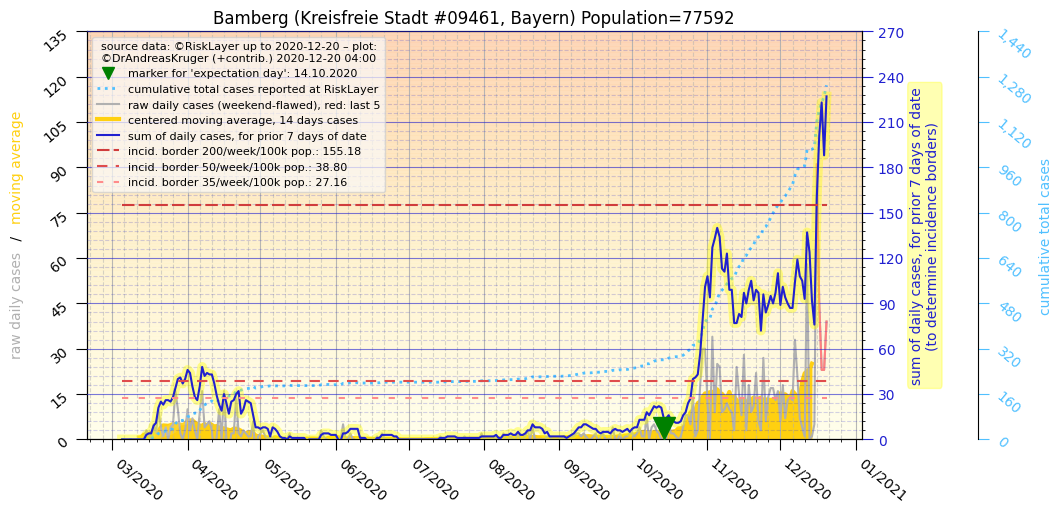 Bamberg (Kreisfreie Stadt #09461, Bayern) Population=77592
source data: ©RiskLayer up to 2020-12-20 – plot:
©DrAndreasKruger (+contrib.) 2020-12-20 04:00
marker for 'expectation day': 14.10.2020
cumulative total cases reported at RiskLayer
raw daily cases (weekend-flawed), red: last 5
centered moving average, 14 days cases
sum of daily cases, for prior 7 days of date
incid. border 200/week/100k pop.: 155.18
incid. border 50/week/100k pop.: 38.80
incid. border 35/week/100k pop.: 27.16
raw daily cases / moving average
135
120
105
90
75
60
45
30
15
0
03/2020
04/2020
05/2020
06/2020
07/2020
08/2020
09/2020
10/2020
11/2020
12/2020
01/2021
270
240
210
180
150
120
90
60
30
0
sum of daily cases, for prior 7 days of date
(to determine incidence borders)
1,440
1,280
1,120
960
800
640
480
320
160
0
cumulative total cases